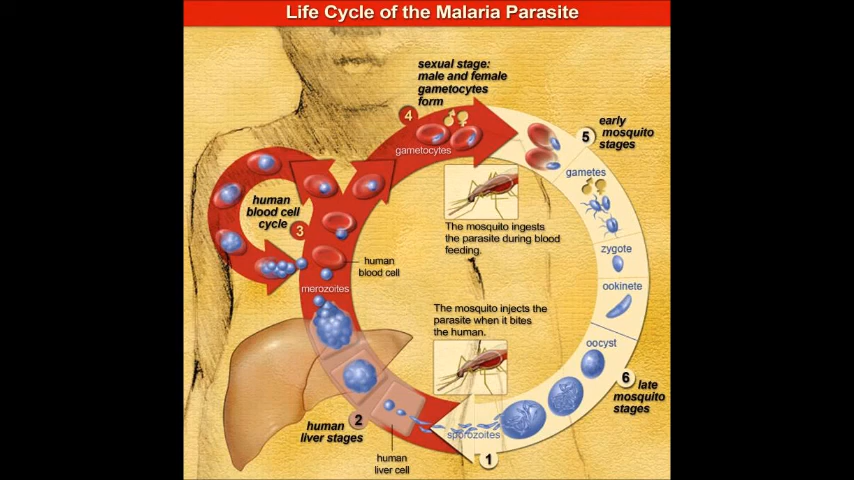 Life Cycle of the Malaria Parasite
sexual stage:
male and female
gametocytes
form
4
gametocytes
5
early
mosquito
stages
gametes
zygote
ookinete
oocyst
6
late
mosquito
stages
The mosquito ingests
the parasite during blood
feeding.
human
blood cell
cycle
3
human
blood cell
merozoites
The mosquito injects the
parasite when it bites
the human.
2
human
liver stages
human
liver cell
sporozoites
1